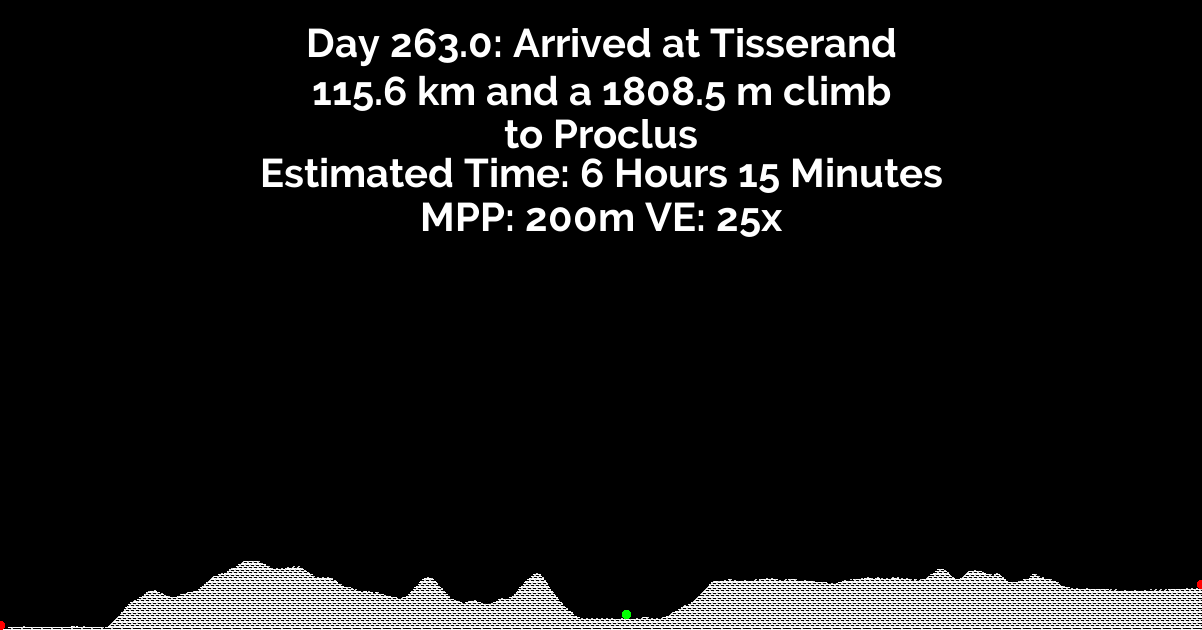 Day 263.0: Arrived at Tisserand
115.6 km and a 1808.5 m climb
to Proclus
Estimated Time: 6 Hours 15 Minutes
MPP: 200m VE: 25x